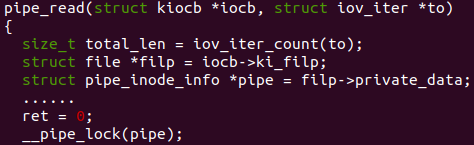 pipe_read(struct kiocb *iocb, struct iov_iter *to)
{
  size_t total_len = iov_iter_count(to);
  struct file *filp = iocb->ki_filp;
  struct pipe_inode_info *pipe = filp->private_data;
  ......
  ret = 0;
  __pipe_lock(pipe);